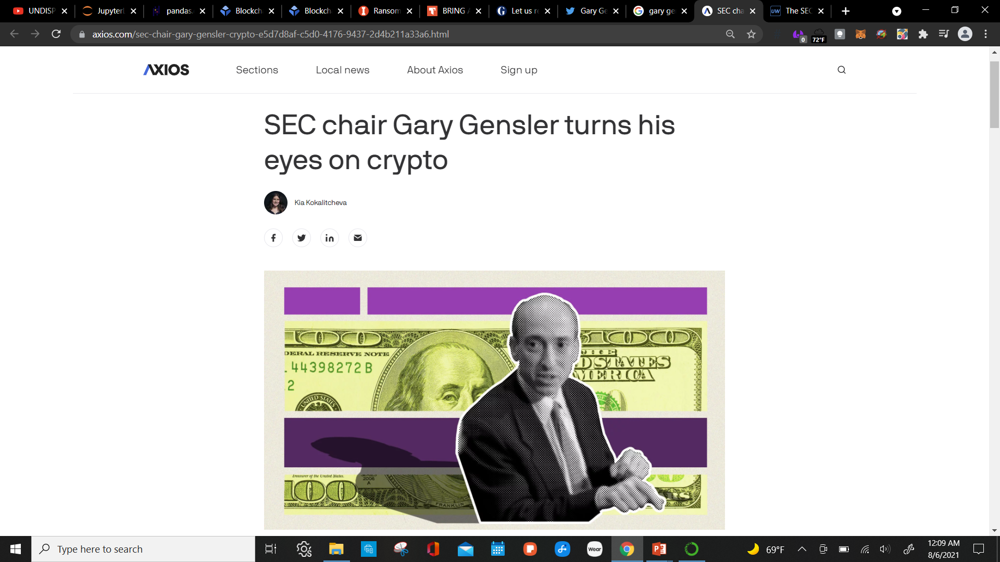 UNDISP
Jupyter
pandas.
Blockch
Blockch
Ransom
BRING
Let us r
Gary Ge
gary ge
SEC cha
The SEC
axios.com/sec-chair-gary-gensler-crypto-e5d7d8af-c5d0-4176-9437-2d4b211a33a6.html
0
72°F
AXIOS
Sections
Local news
About Axios
Sign up
SEC chair Gary Gensler turns his
eyes on crypto
Kia Kokalitcheva
100
100
DERAL RESERVE NOTE
THE
D STATES
44398272 B
MERICA
2
UNITED STATES
Treasurer of the United States.
SERIES
2006
A
100
FRANKLIN
Type here to search
Wear
69°F
12:09 AM
8/6/2021